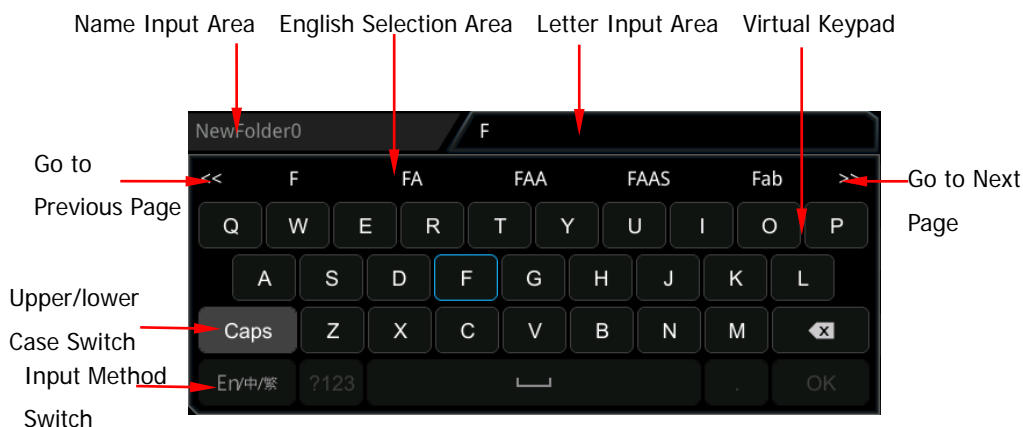 Name Input Area English Selection Area Letter Input Area Virtual Keypad
NewFolder0 F
Go to
Previous Page
<< F FA FAA FAAS Fab >>
Go to Next
Page
Q W E R T Y U I O P
A S D F G H J K L
Upper/lower
Case Switch
Caps Z X C V B N M x
Input Method
Switch
En/中/繁 ?123 . OK